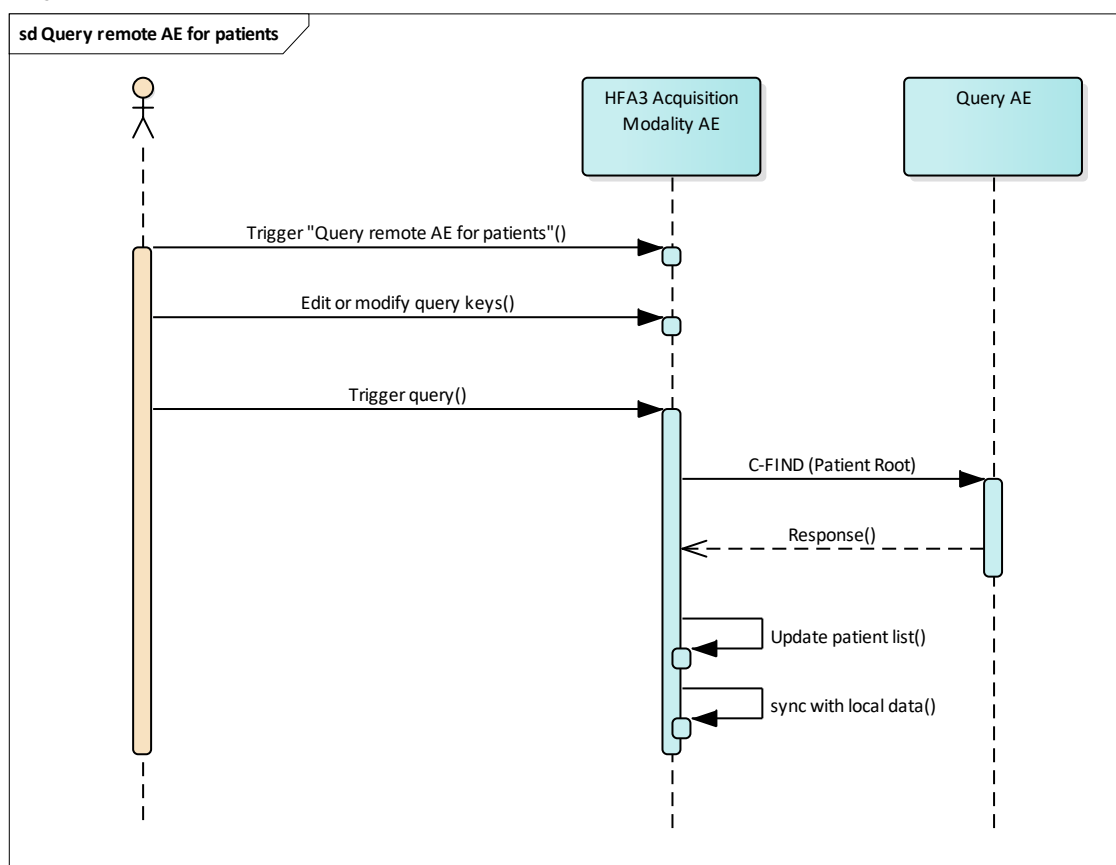 sd Query remote AE for patients
HFA3 Acquisition
Modality AE
Query AE
Trigger "Query remote AE for patients"()
Edit or modify query keys()
Trigger query()
C-FIND (Patient Root)
Response()
Update patient list()
sync with local data()